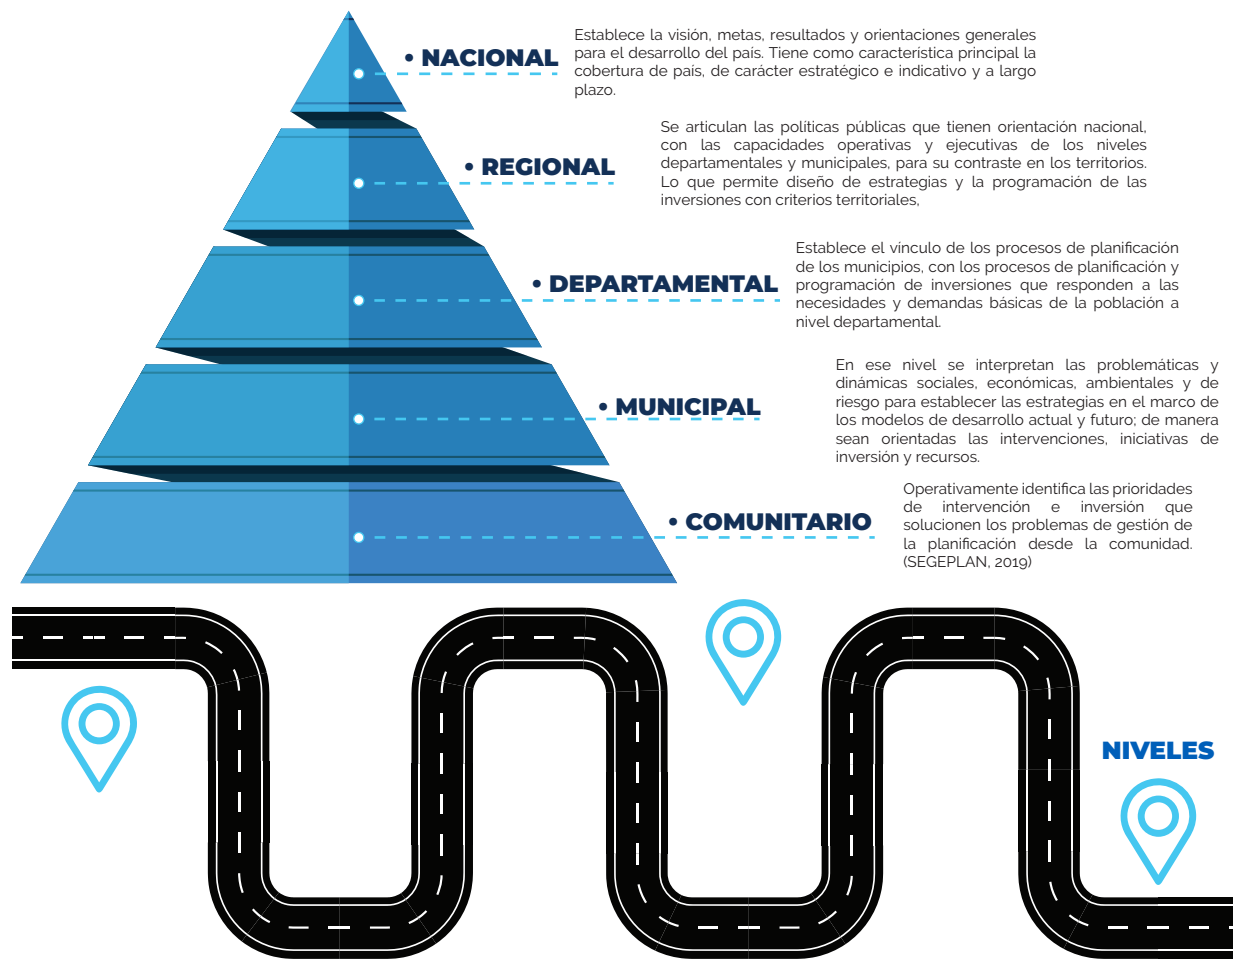 • NACIONAL
Establece la visión, metas, resultados y orientaciones generales
para el desarrollo del país. Tiene como característica principal la
cobertura de país, de carácter estratégico e indicativo y a largo
plazo.
• REGIONAL
Se articulan las políticas públicas que tienen orientación nacional,
con las capacidades operativas y ejecutivas de los niveles
departamentales y municipales, para su contraste en los territorios.
Lo que permite diseño de estrategias y la programación de las
inversiones con criterios territoriales,
• DEPARTAMENTAL
Establece el vínculo de los procesos de planificación
de los municipios, con los procesos de planificación y
programación de inversiones que responden a las
necesidades y demandas básicas de la población a
nivel departamental.
• MUNICIPAL
En ese nivel se interpretan las problemáticas y
dinámicas sociales, económicas, ambientales y de
riesgo para establecer las estrategias en el marco de
los modelos de desarrollo actual y futuro; de manera
sean orientadas las intervenciones, iniciativas de
inversión y recursos.
• COMUNITARIO
Operativamente identifica las prioridades
de intervención e inversión que
solucionen los problemas de gestión de
la planificación desde la comunidad.
(SEGEPLAN, 2019)
NIVELES